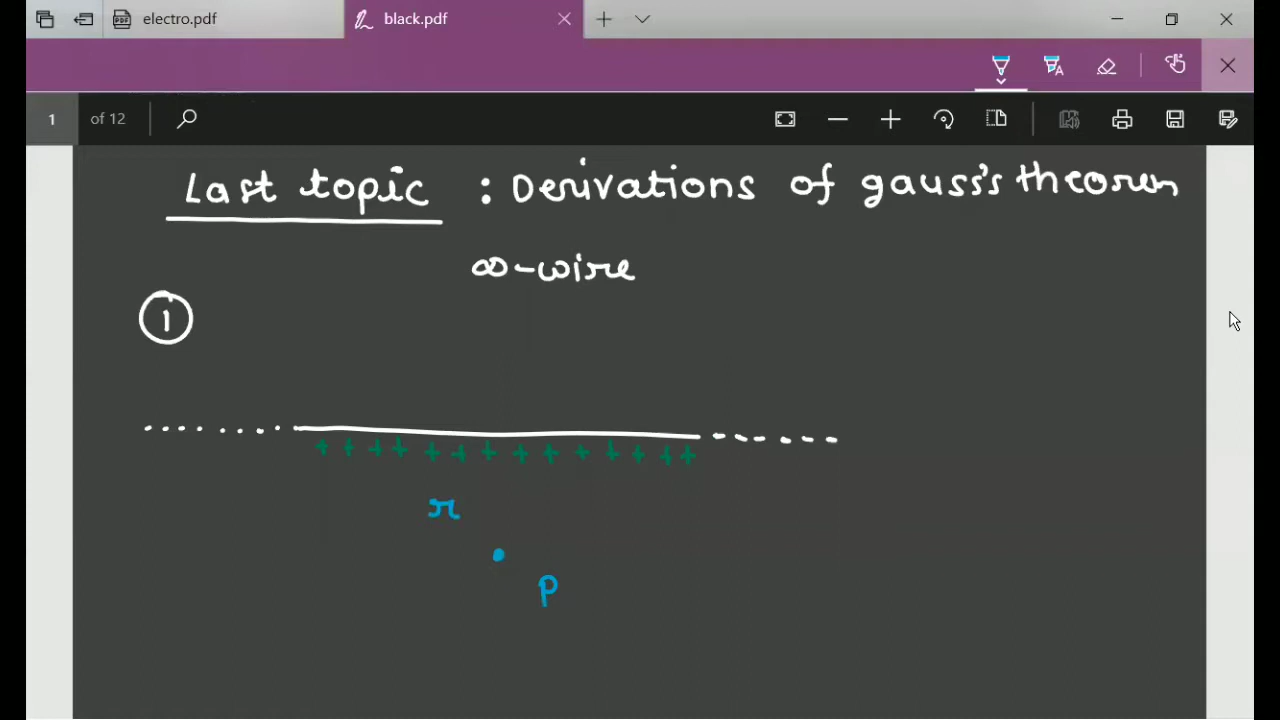 electro.pdf
black.pdf
1 of 12
Last topic : Derivations of gauss's theorem
∞-wire
1
+ + + + + + + + + + + + + +
r
P